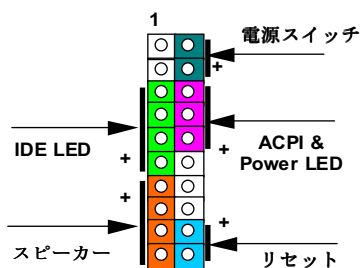 1
電源スイッチ
+
IDE LED
ACPI &
Power LED
+
+
+
+
スピーカー
リセット